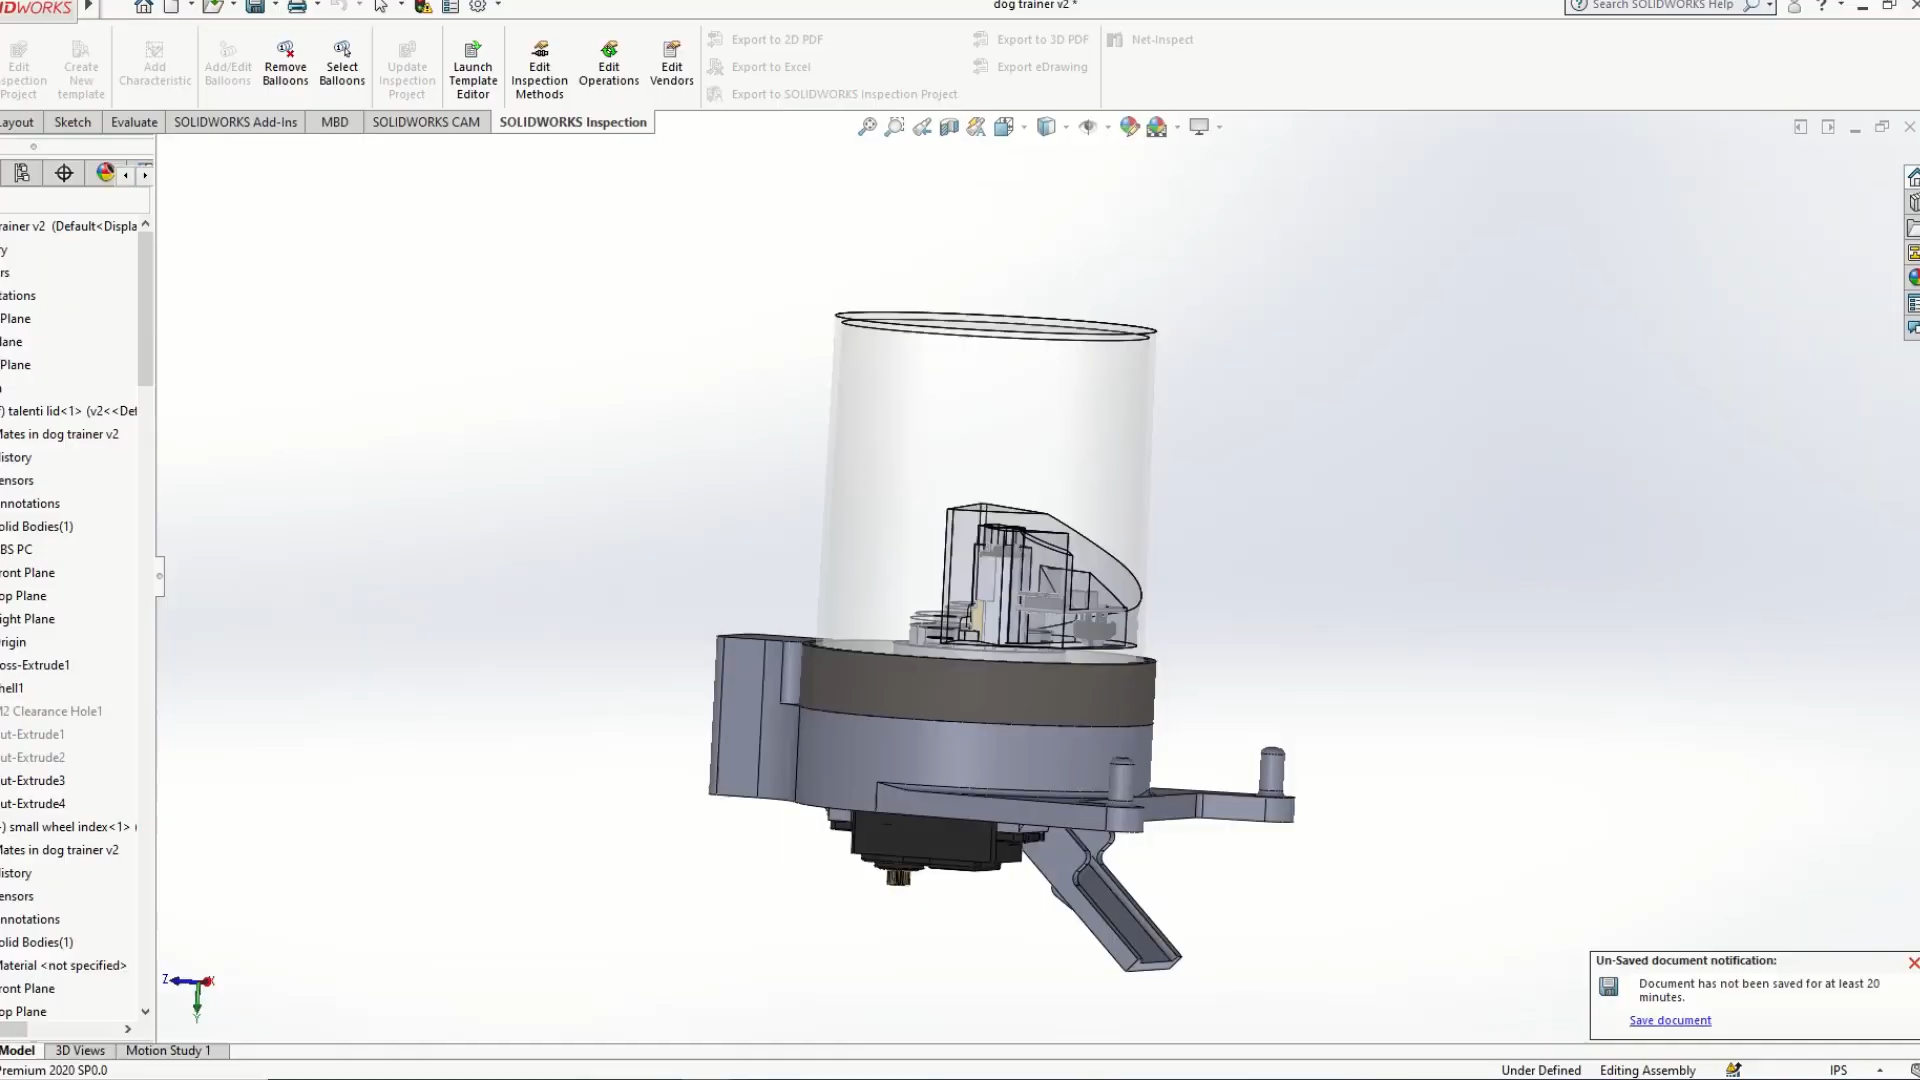 IDWORKS
dog trainer v2 *
Search SOLIDWORKS Help
Edit
nspection
Project
Create
New
template
Add
Characteristic
Add/Edit
Balloons
Remove
Balloons
Select
Balloons
Update
Inspection
Project
Launch
Template
Editor
Edit
Inspection
Methods
Edit
Operations
Edit
Vendors
Export to 2D PDF
Export to Excel
Export to SOLIDWORKS Inspection Project
Export to 3D PDF
Export eDrawing
Net-Inspect
Layout
Sketch
Evaluate
SOLIDWORKS Add-Ins
MBD
SOLIDWORKS CAM
SOLIDWORKS Inspection
rainer v2 (Default<Displa
ry
rs
tations
Plane
lane
Plane
f) talenti lid<1> (v2<<Def
Mates in dog trainer v2
istory
ensors
nnotations
olid Bodies(1)
BS PC
ront Plane
op Plane
ight Plane
rigin
oss-Extrude1
hell1
M2 Clearance Hole1
ut-Extrude1
ut-Extrude2
ut-Extrude3
ut-Extrude4
-) small wheel index<1> (
Mates in dog trainer v2
istory
ensors
nnotations
olid Bodies(1)
Material <not specified>
ront Plane
op Plane
Z
X
Y
Un-Saved document notification:
Document has not been saved for at least 20
minutes.
Save document
Model
3D Views
Motion Study 1
Premium 2020 SP0.0
Under Defined
Editing Assembly
IPS